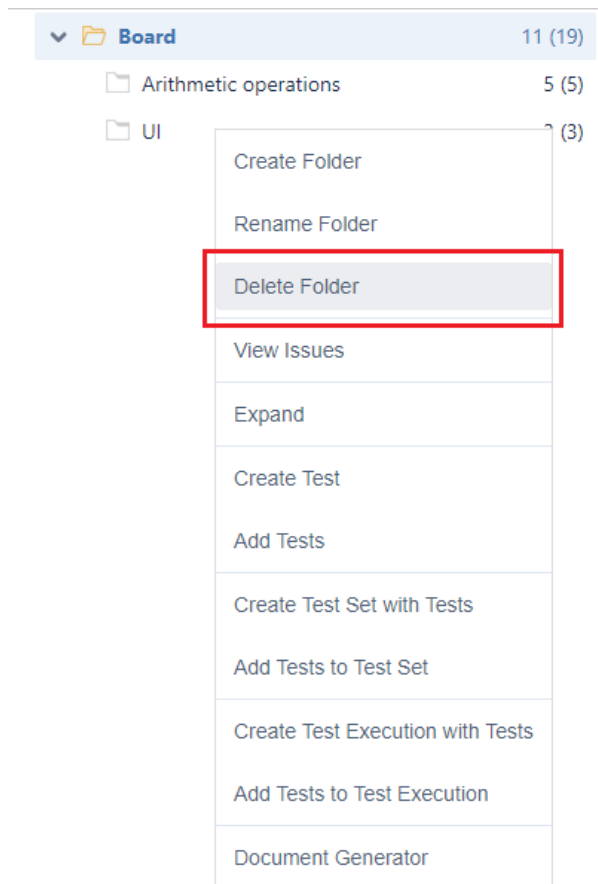 Board 11 (19)
Arithmetic operations 5 (5)
UI (3)
Create Folder
Rename Folder
Delete Folder
View Issues
Expand
Create Test
Add Tests
Create Test Set with Tests
Add Tests to Test Set
Create Test Execution with Tests
Add Tests to Test Execution
Document Generator